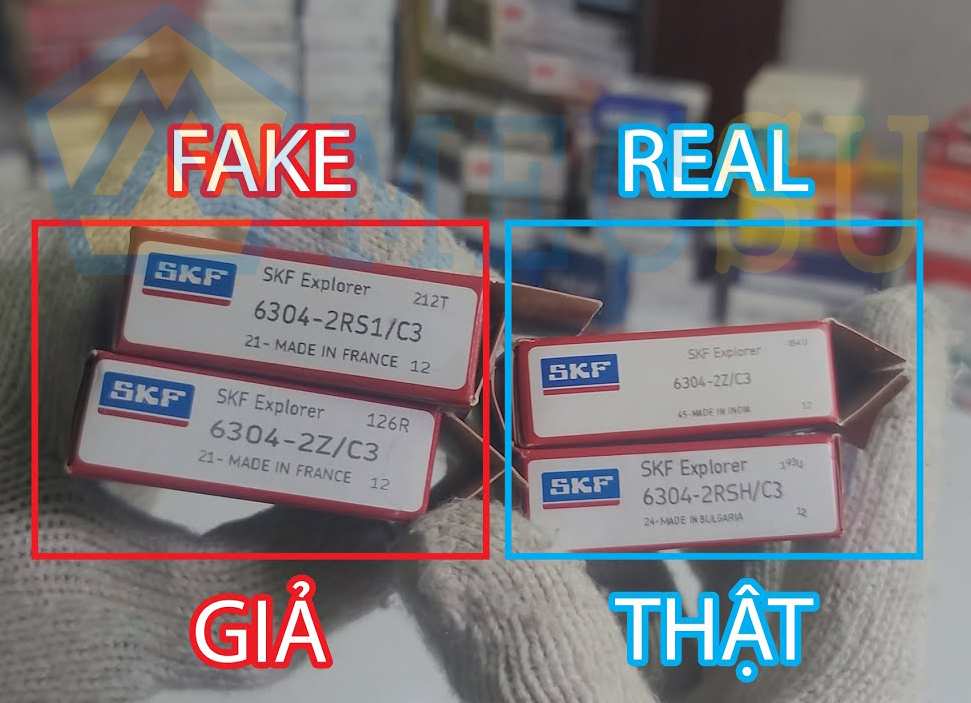 MECSU
FAKE
REAL
SKF
SKF Explorer
212T
6304-2RS1/C3
21- MADE IN FRANCE 12
SKF
SKF Explorer
126R
6304-2Z/C3
21- MADE IN FRANCE 12
SKF
SKF Explorer
6304-2Z/C3
45-MADE IN INDIA
12
SKF
SKF Explorer
193U
6304-2RSH/C3
24-MADE IN BULGARIA
12
GIẢ
THẬT